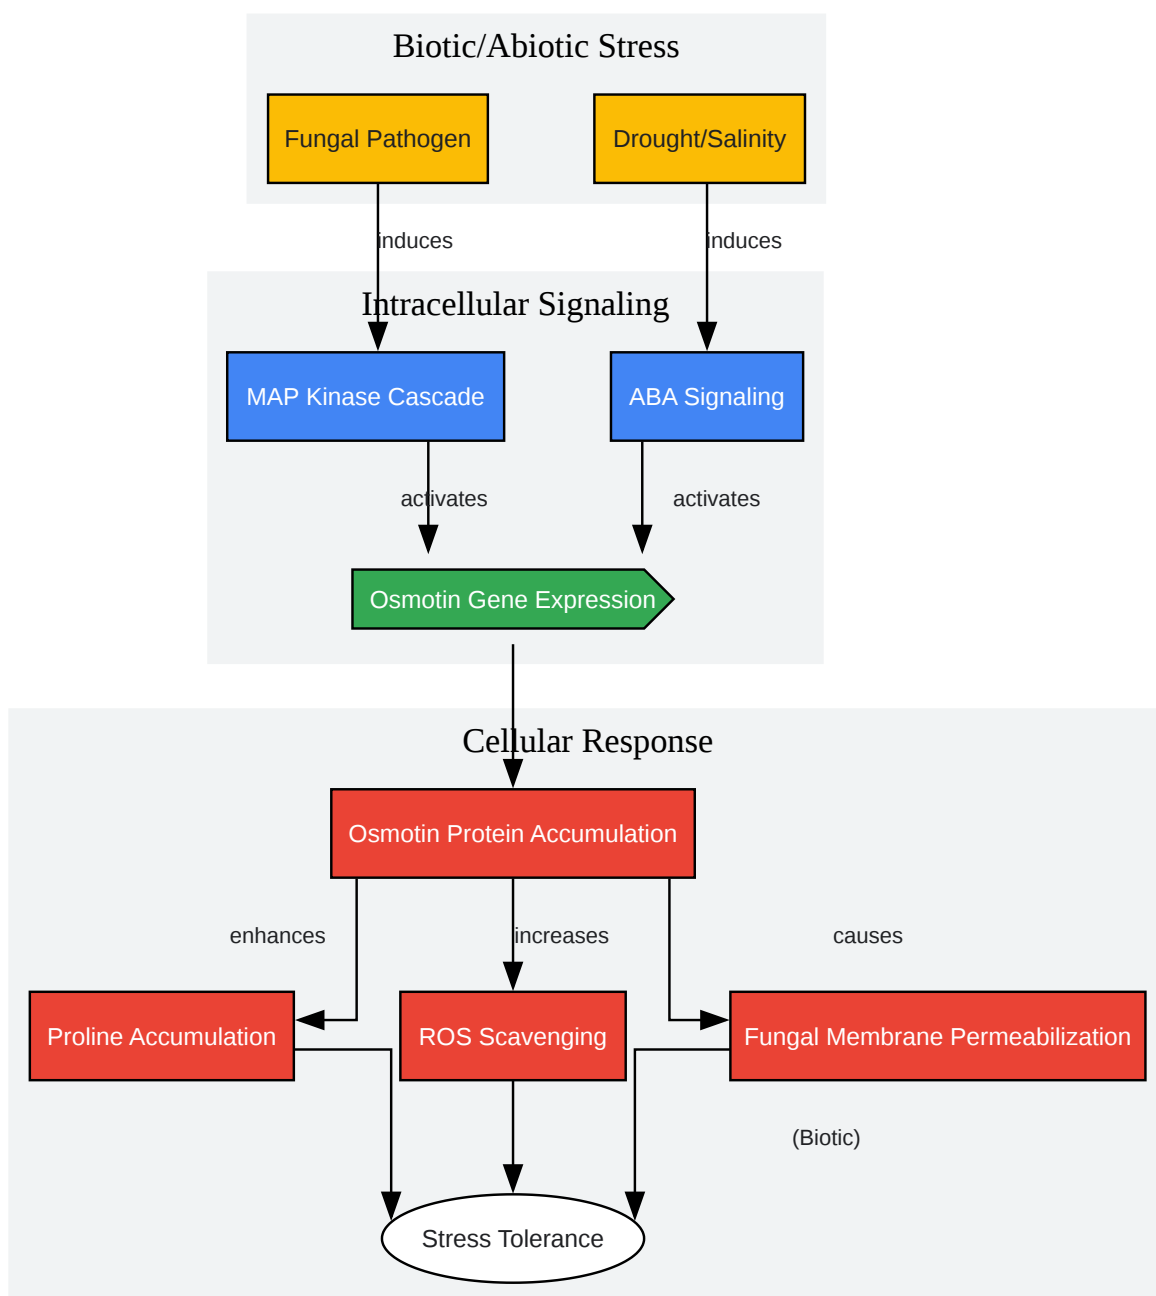 Biotic/Abiotic Stress
Fungal Pathogen
Drought/Salinity
induces
induces
Intracellular Signaling
MAP Kinase Cascade
ABA Signaling
activates
activates
Osmotin Gene Expression
Cellular Response
Osmotin Protein Accumulation
enhances
increases
causes
Proline Accumulation
ROS Scavenging
Fungal Membrane Permeabilization
(Biotic)
Stress Tolerance